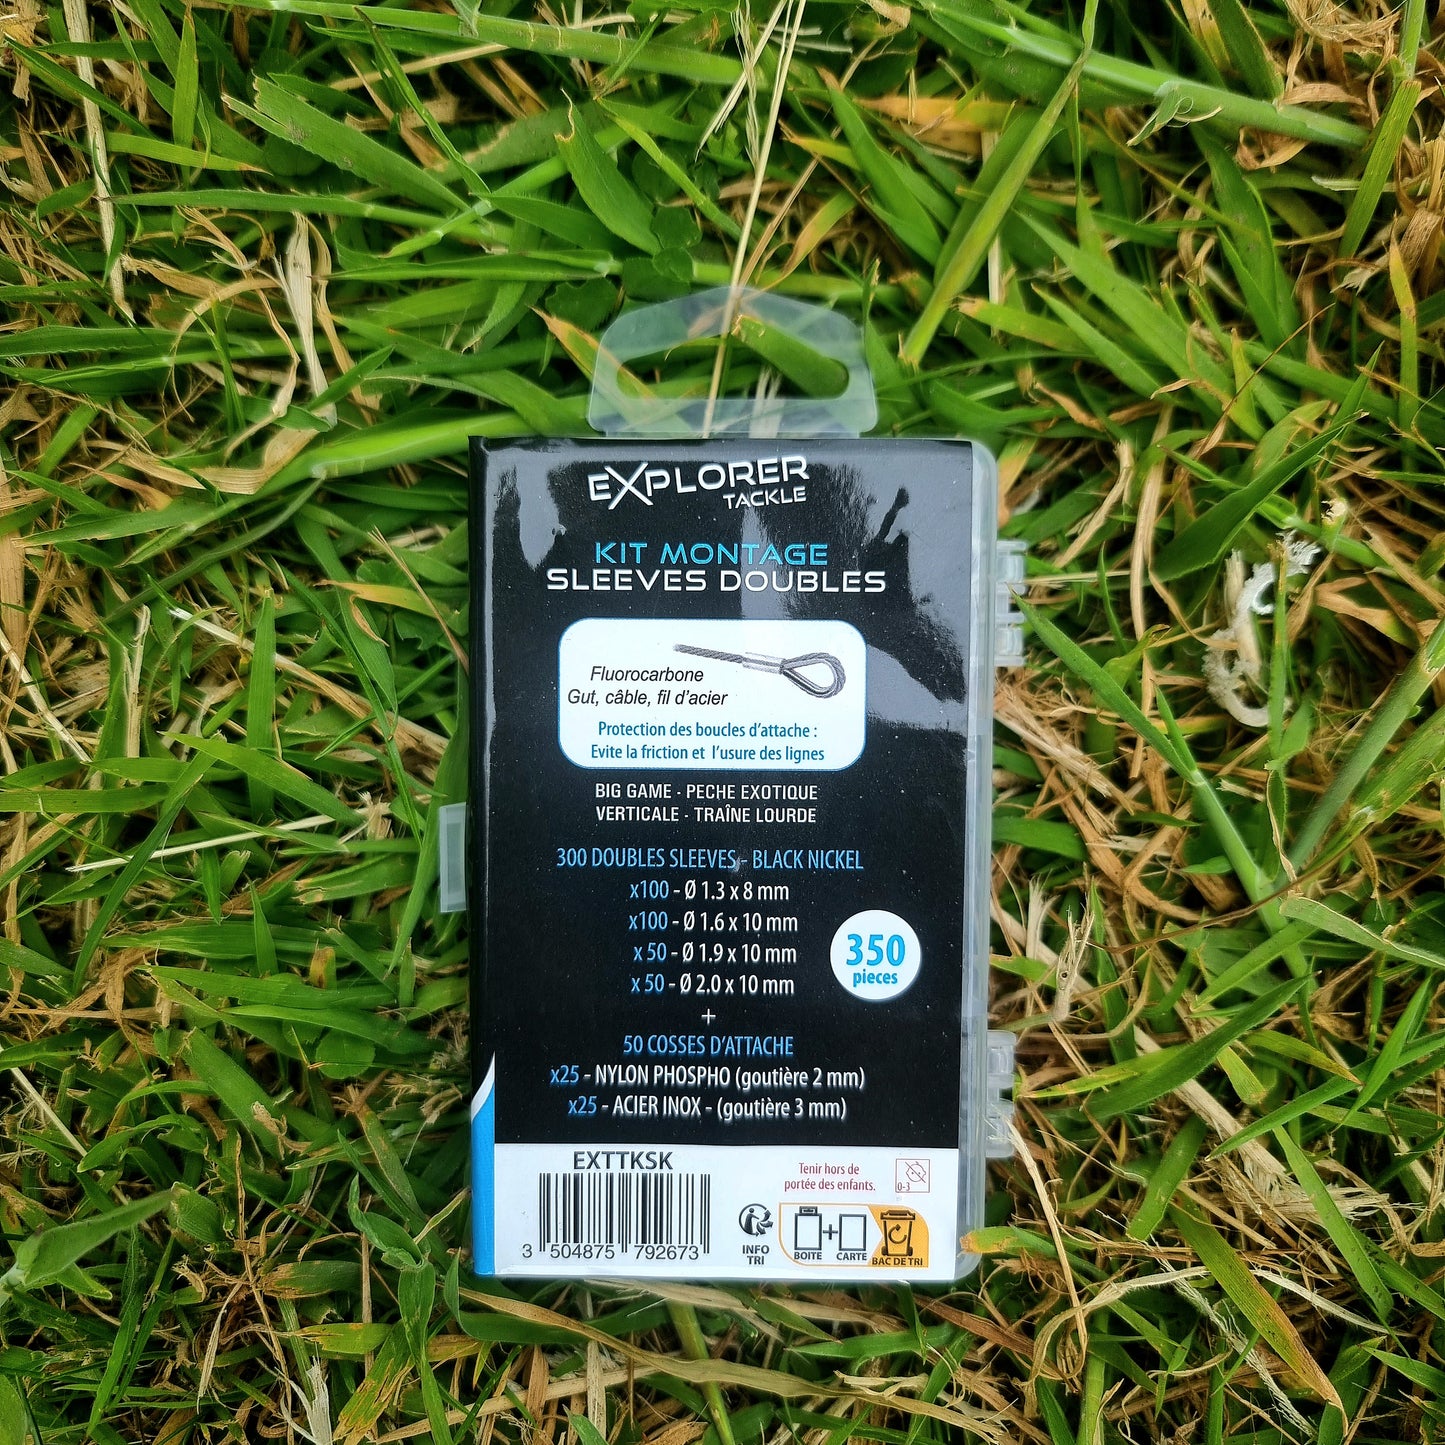 EXPLORER
TACKLE
KIT MONTAGE
SLEEVES DOUBLES
Fluorocarbone
Gut, câble, fil d'acier
Protection des boucles d'attache :
Evite la friction et l'usure des lignes
BIG GAME - PECHE EXOTIQUE
VERTICALE - TRAÎNE LOURDE
300 DOUBLES SLEEVES - BLACK NICKEL
x100 - Ø 1.3 x 8 mm
x100 - Ø 1.6 x 10 mm
x 50 - Ø 1.9 x 10 mm
x 50 - Ø 2.0 x 10 mm
350
pieces
+
50 COSSES D'ATTACHE
x25 - NYLON PHOSPHO (goutière 2 mm)
x25 - ACIER INOX - (goutière 3 mm)
EXTTKSK
3 504875 792673
Tenir hors de
portée des enfants.
0-3
INFO
TRI
BOITE + CARTE
BAC DE TRI